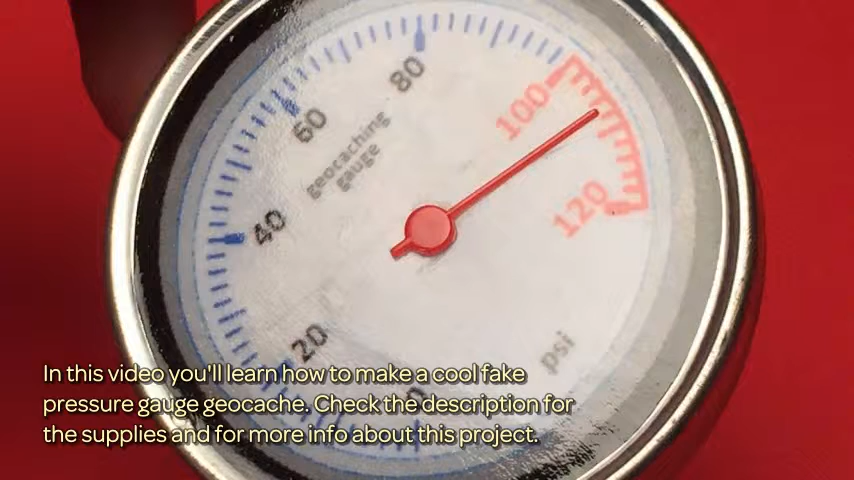 80
100
60
geocaching
gauge
120
40
20
psi
0
In this video you'll learn how to make a cool fake
pressure gauge geocache. Check the description for
the supplies and for more info about this project.